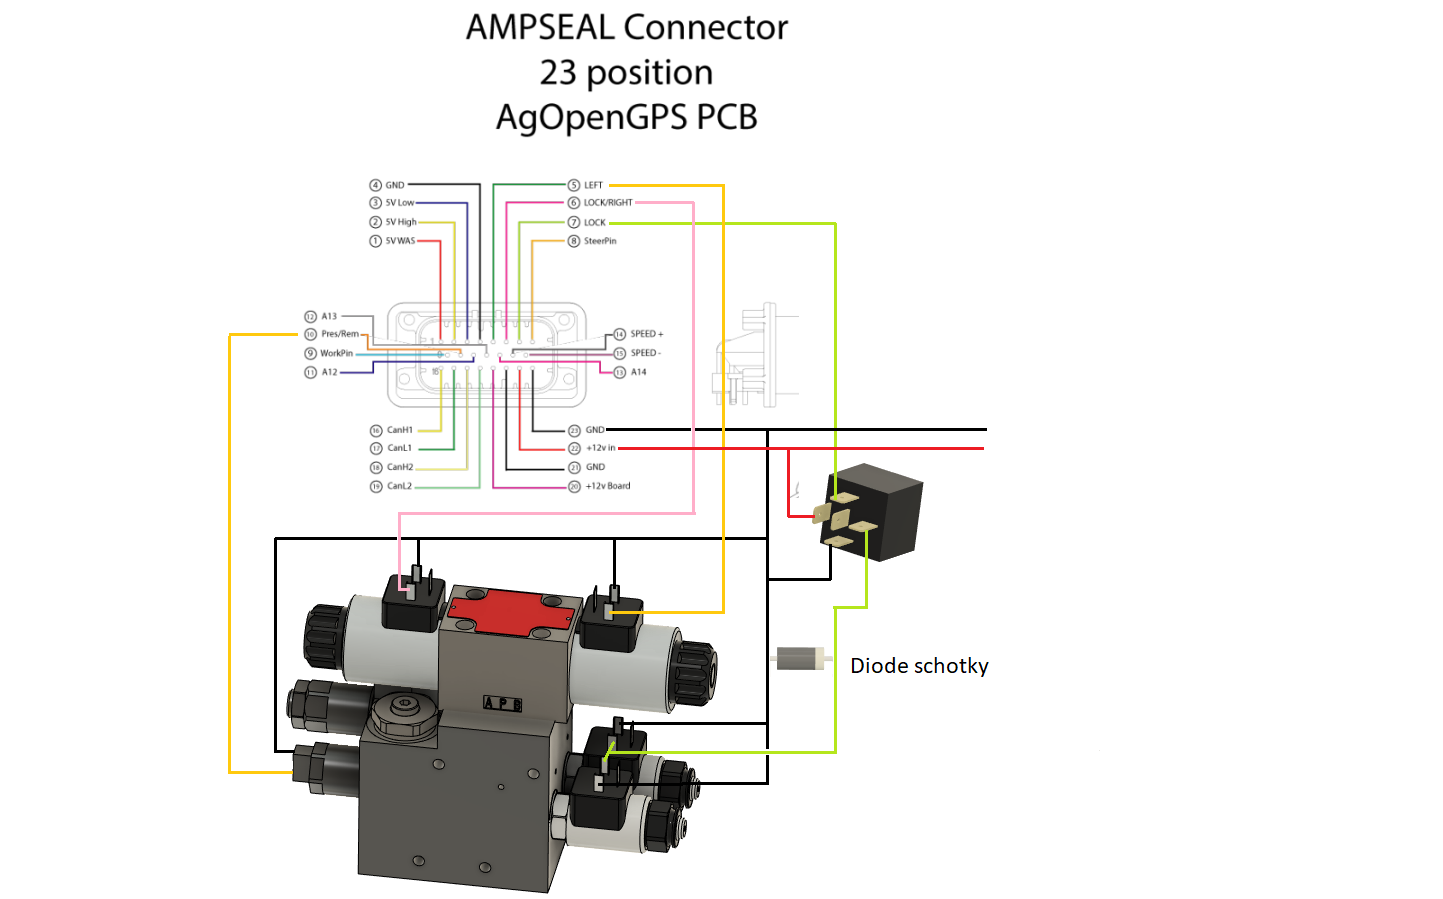 AMPSEAL Connector
23 position
AgOpenGPS PCB
4 GND
3 5V Low
2 5V High
1 5V WAS
5 LEFT
6 LOCK/RIGHT
7 LOCK
8 SteerPin
12 A13
10 Pres/Rem
9 WorkPin
11 A12
14 SPEED +
15 SPEED -
13 A14
1
9
16
16 CanH1
17 CanL1
18 CanH2
19 CanL2
23 GND
22 +12v in
21 GND
20 +12v Board
Diode schotky
A P B